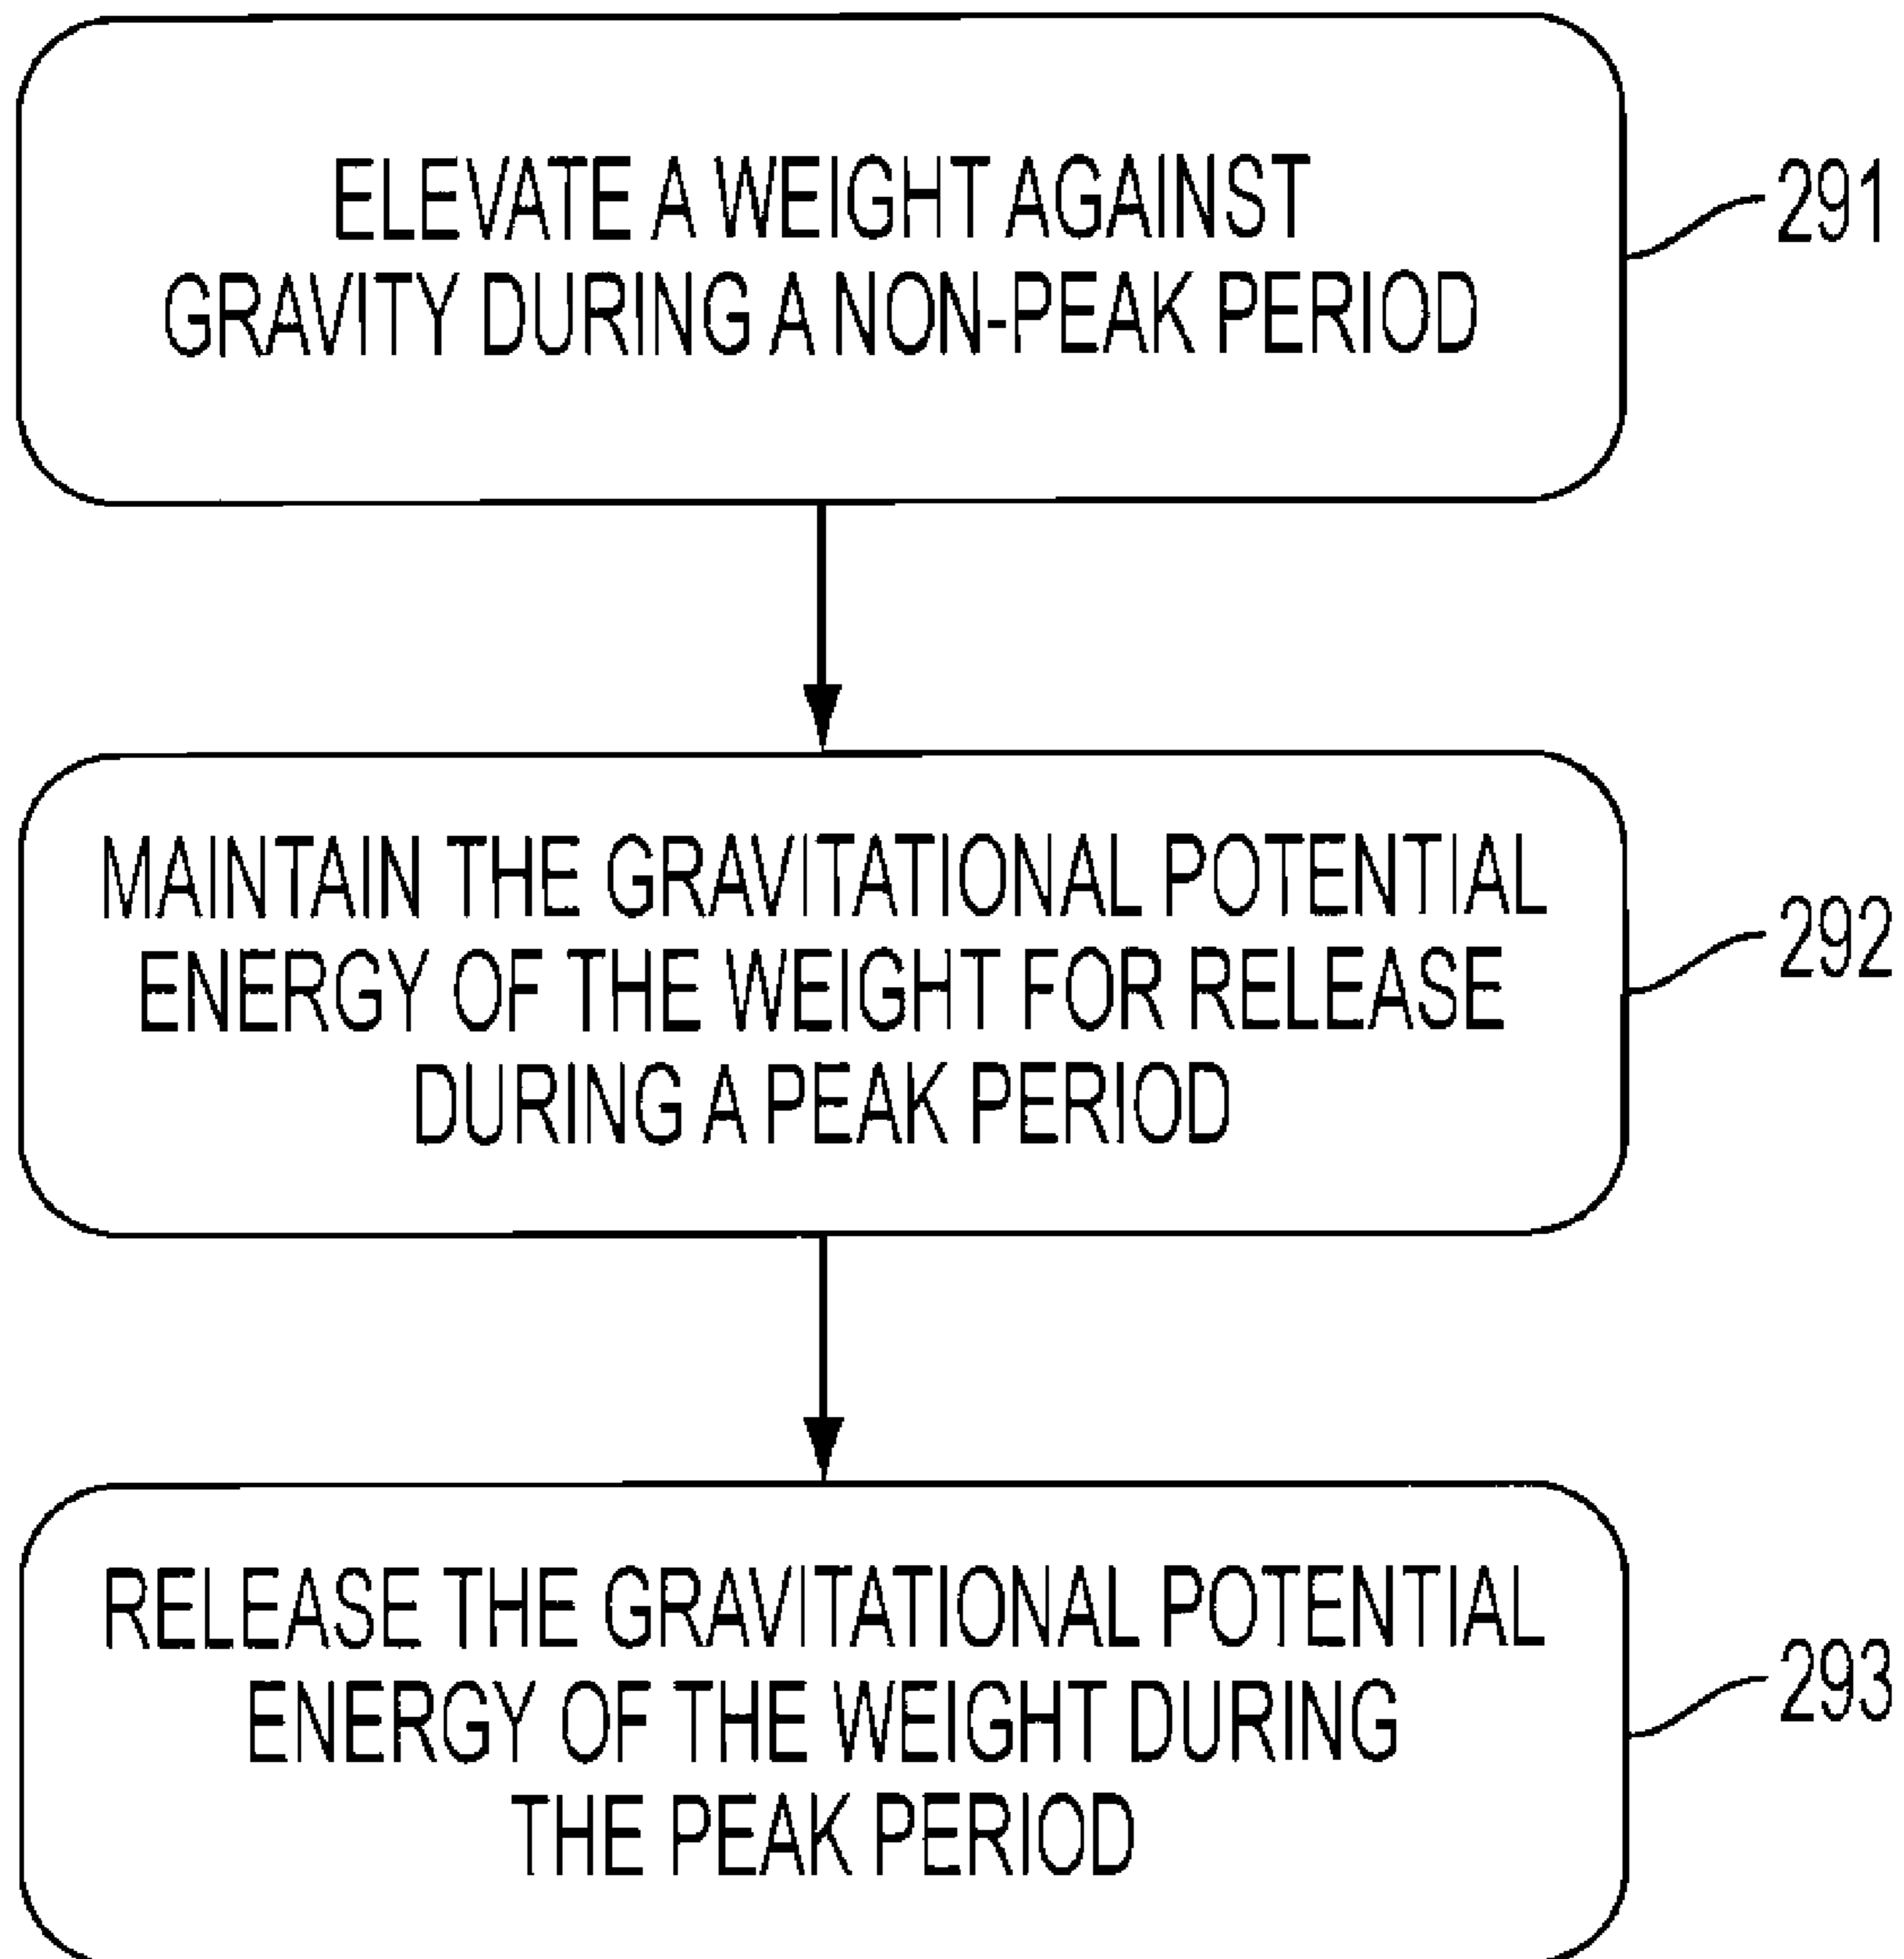 ELEVATE A WEIGHT AGAINST
GRAVITY DURING A NON-PEAK PERIOD
291
MAINTAIN THE GRAVITATIONAL POTENTIAL
ENERGY OF THE WEIGHT FOR RELEASE
DURING A PEAK PERIOD
292
RELEASE THE GRAVITATIONAL POTENTIAL
ENERGY OF THE WEIGHT DURING
THE PEAK PERIOD
293